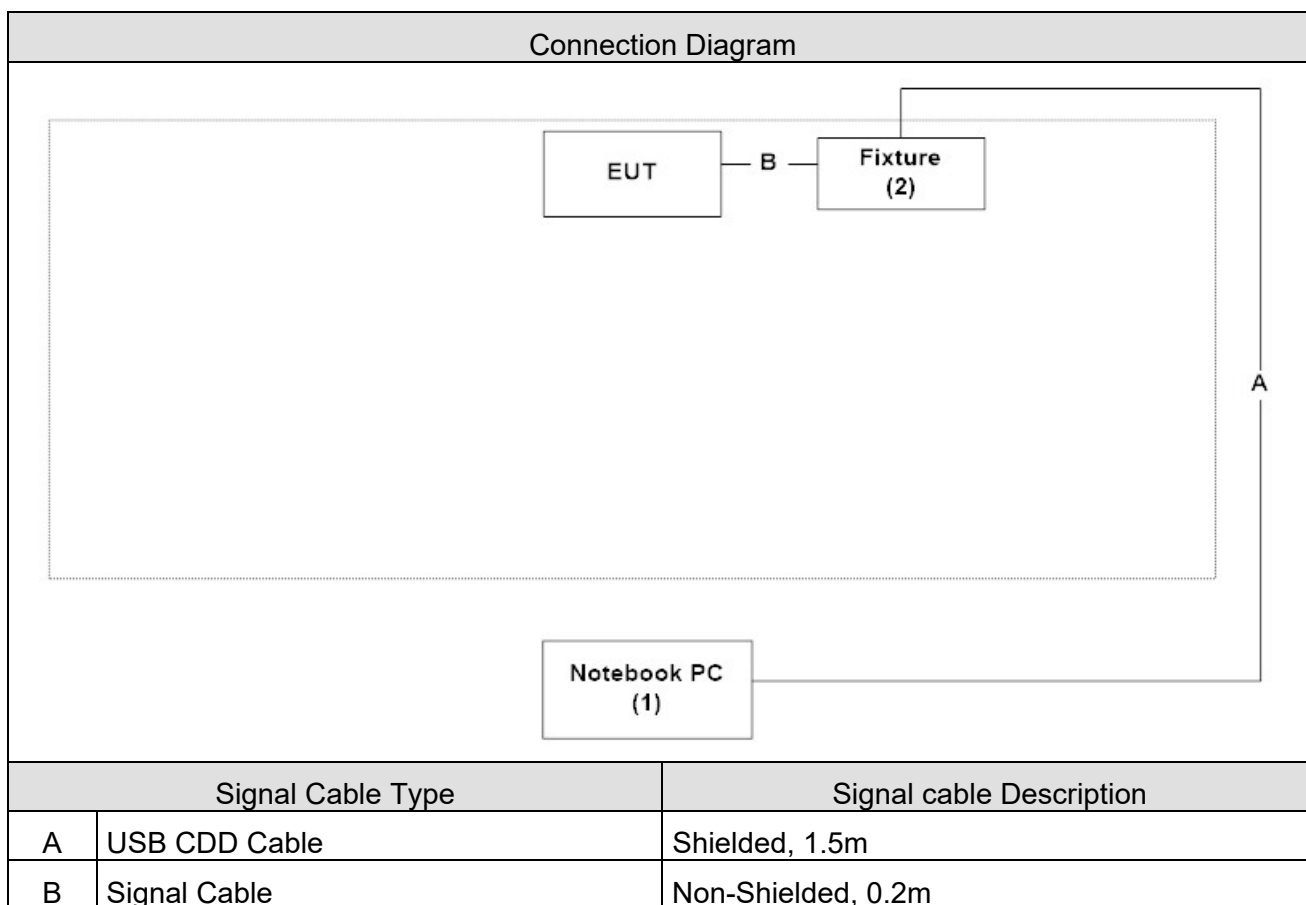 Connection Diagram
EUT
B
Fixture
(2)
A
Notebook PC
(1)
Signal Cable Type
Signal cable Description
A
USB CDD Cable
Shielded, 1.5m
B
Signal Cable
Non-Shielded, 0.2m